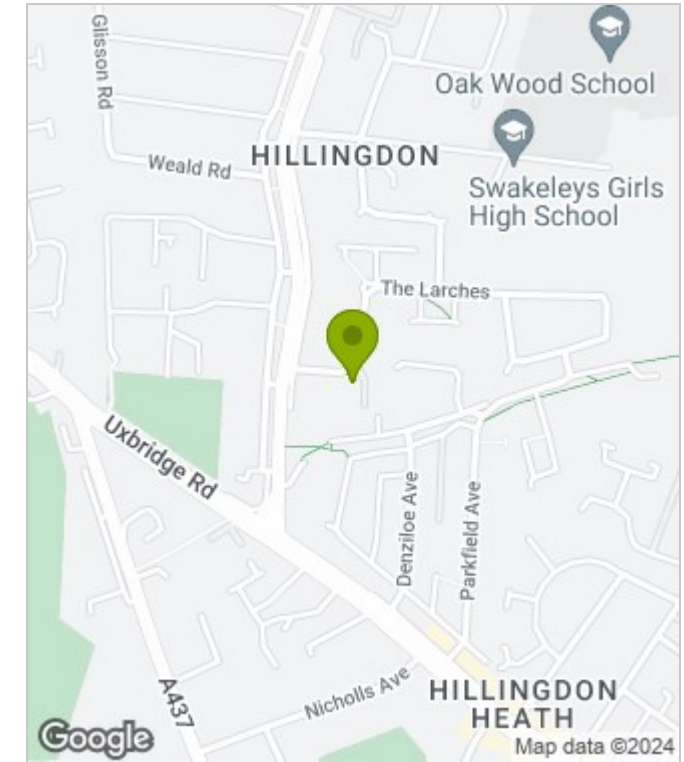 Glisson Rd
Oak Wood School
Weald Rd
HILLINGDON
Swakeleys Girls
High School
The Larches
Uxbridge Rd
Denziloe Ave
Parkfield Ave
A437
Nicholls Ave
HILLINGDON
HEATH
Google
Map data ©2024